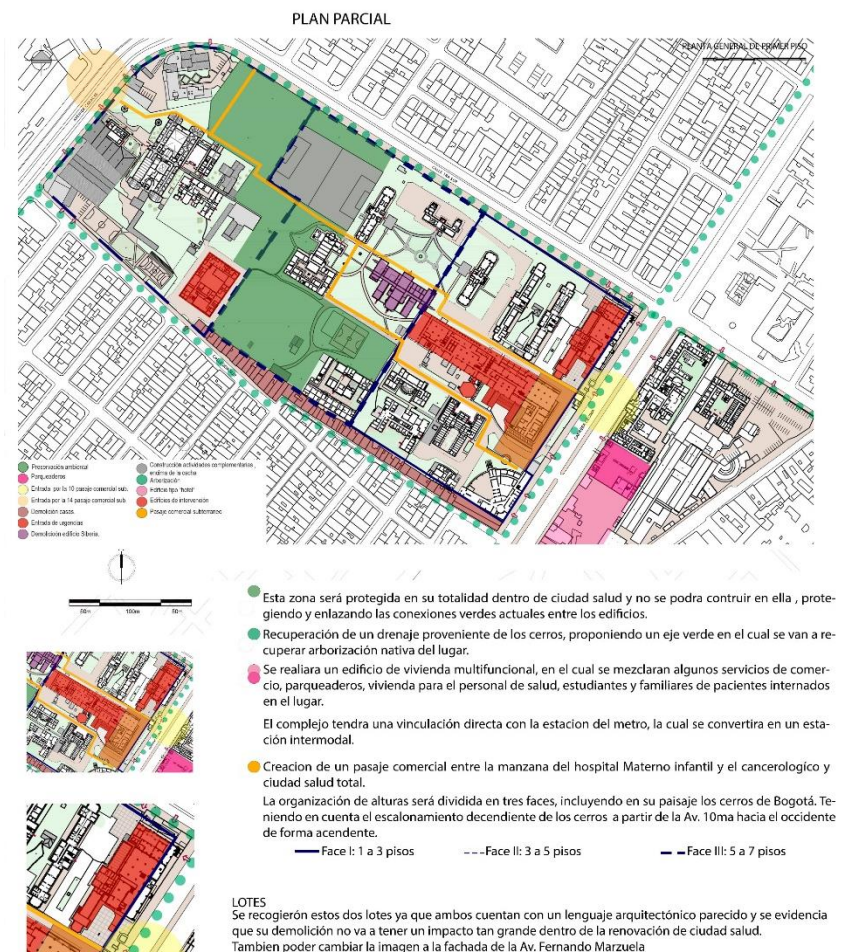 PLAN PARCIAL
PLANTA GENERAL DE PRIMER PISO
Preservación ambiental
Parqueaderos
Entrada por la 10 pasaje comercial sub.
Entrada por la 14 pasaje comercial sub
Demolición casas
Entrada de urgencias
Demolición edificio Siberia.
Construcción actividades complementarias
encima de la cacha
Arborización
Edificio tipo "hotel"
Edificios de intervención
Pasaje comercial subterraneo
50m 100m 50m
Esta zona será protegida en su totalidad dentro de ciudad salud y no se podra contruir en ella , prote-
giendo y enlazando las conexiones verdes actuales entre los edificios.
Recuperación de un drenaje proveniente de los cerros, proponiendo un eje verde en el cual se van a re-
cuperar arborización nativa del lugar.
Se realiara un edificio de vivienda multifuncional, en el cual se mezclaran algunos servicios de comer-
cio, parqueaderos, vivienda para el personal de salud, estudiantes y familiares de pacientes internados
en el lugar.
El complejo tendra una vinculación directa con la estacion del metro, la cual se convertira en un esta-
ción intermodal.
Creacion de un pasaje comercial entre la manzana del hospital Materno infantil y el cancerologíco y
ciudad salud total.
La organización de alturas será dividida en tres faces, incluyendo en su paisaje los cerros de Bogotá. Te-
niendo en cuenta el escalonamiento decendiente de los cerros a partir de la Av. 10ma hacia el occidente
de forma acendente.
Face I: 1 a 3 pisos
Face II: 3 a 5 pisos
Face III: 5 a 7 pisos
LOTES
Se recogierón estos dos lotes ya que ambos cuentan con un lenguaje arquitectónico parecido y se evidencia
que su demolición no va a tener un impacto tan grande dentro de la renovación de ciudad salud.
Tambien poder cambiar la imagen a la fachada de la Av. Fernando Marzuela